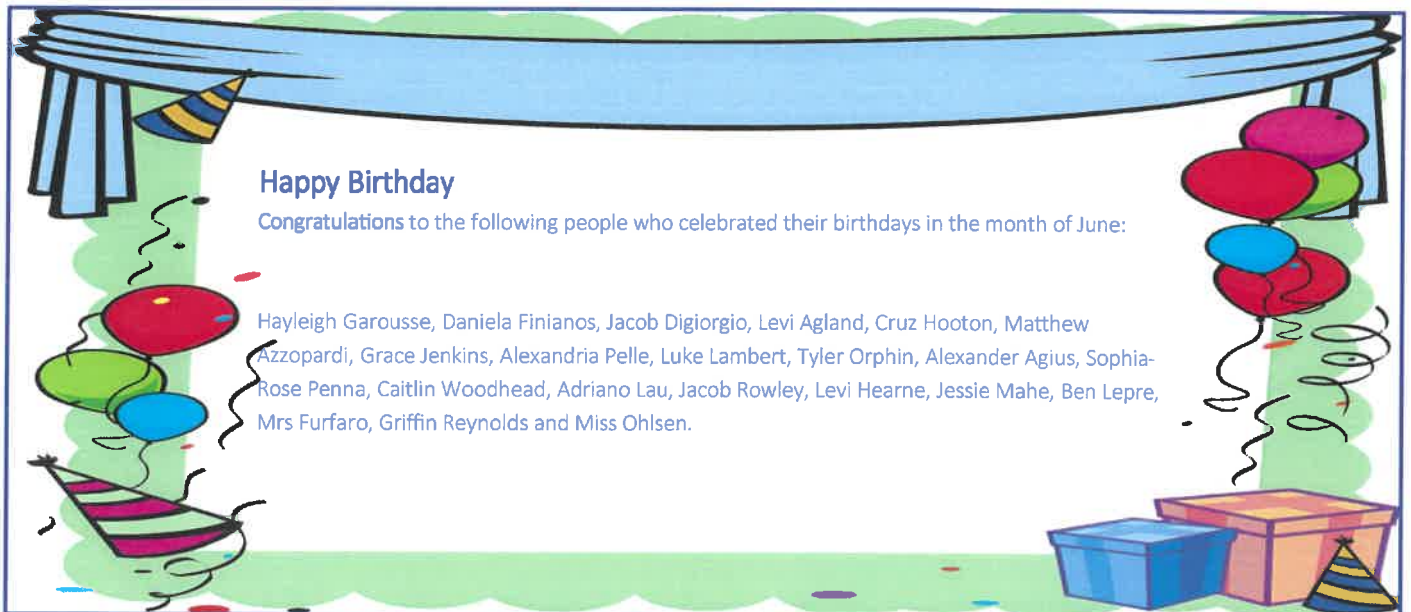 Happy Birthday
Congratulations to the following people who celebrated their birthdays in the month of June:
Hayleigh Garousse, Daniela Finianos, Jacob Digiorgio, Levi Agland, Cruz Hooton, Matthew
Azzopardi, Grace Jenkins, Alexandria Pelle, Luke Lambert, Tyler Orphin, Alexander Agius, Sophia-
Rose Penna, Caitlin Woodhead, Adriano Lau, Jacob Rowley, Levi Hearne, Jessie Mahe, Ben Lepre,
Mrs Furfaro, Griffin Reynolds and Miss Ohlsen.